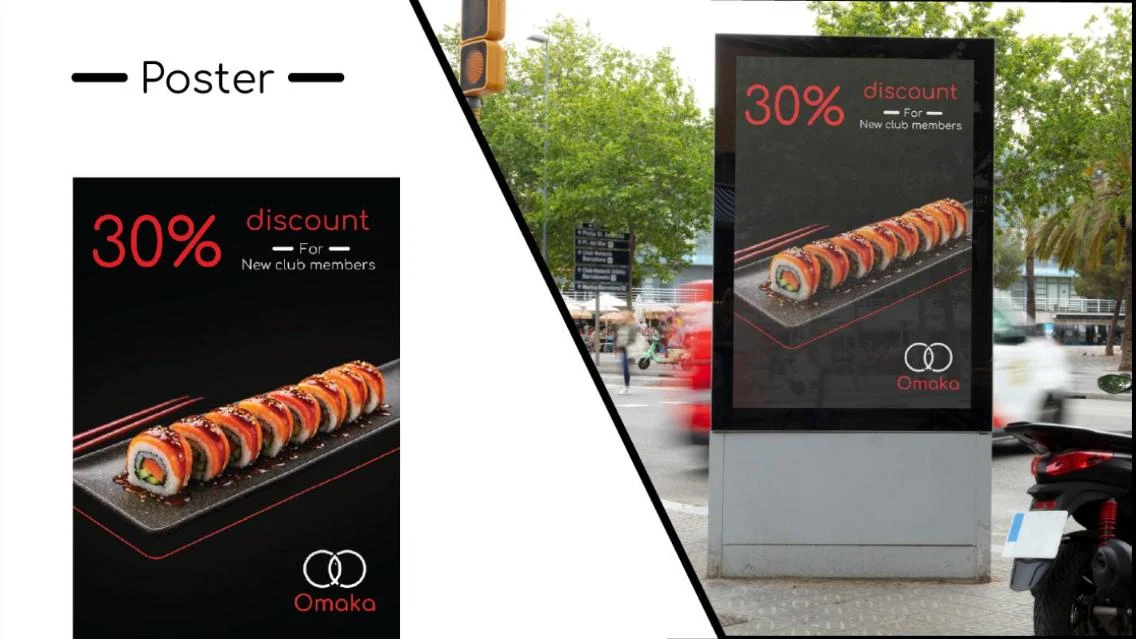 Poster
30%
discount
For
New club members
Omaka
30%
discount
For
New club members
Omaka